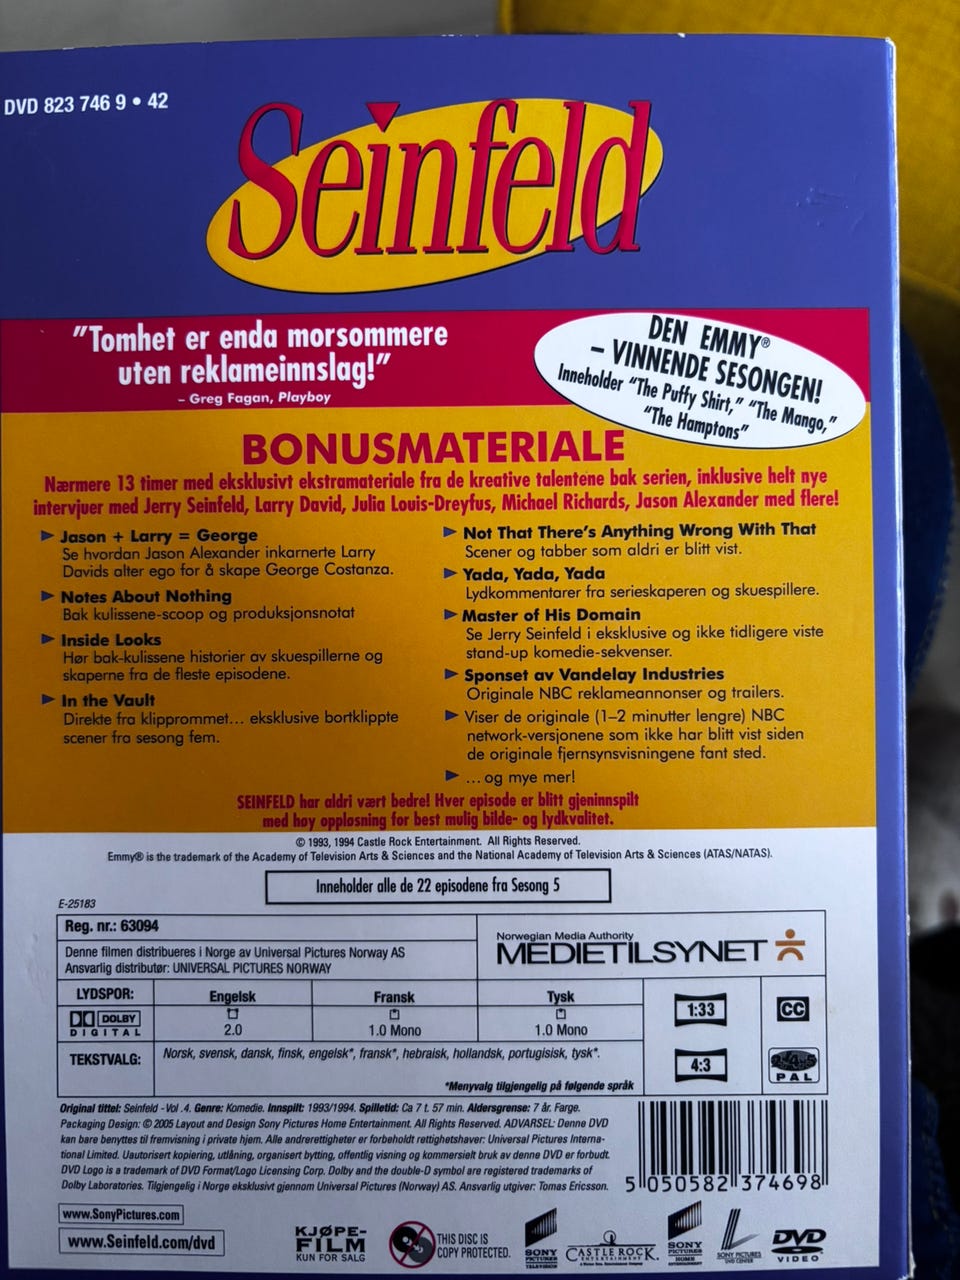 DVD 823 746 9 • 42
Seinfeld
"Tomhet er enda morsommere
uten reklameinnslag!"
– Greg Fagan, Playboy
DEN EMMY®
– VINNENDE SESONGEN!
Inneholder "The Puffy Shirt," "The Mango,"
"The Hamptons"
BONUSMATERIALE
Nærmere 13 timer med eksklusivt ekstramateriale fra de kreative talentene bak serien, inklusive helt nye
intervjuer med Jerry Seinfeld, Larry David, Julia Louis-Dreyfus, Michael Richards, Jason Alexander med flere!
Jason + Larry = George
Se hvordan Jason Alexander inkarnerte Larry
Davids alter ego for å skape George Costanza.
Notes About Nothing
Bak kulissene-scoop og produksjonsnotat
Inside Looks
Hør bak-kulissene historier av skuespillerne og
skaperne fra de fleste episodene.
In the Vault
Direkte fra klipprommet... eksklusive bortklippte
scener fra sesong fem.
Not That There's Anything Wrong With That
Scener og tabber som aldri er blitt vist.
Yada, Yada, Yada
Lydkommentarer fra serieskaperen og skuespillere.
Master of His Domain
Se Jerry Seinfeld i eksklusive og ikke tidligere viste
stand-up komedie-sekvenser.
Sponset av Vandelay Industries
Originale NBC reklameannonser og trailers.
Viser de originale (1–2 minutter lengre) NBC
network-versjonene som ikke har blitt vist siden
de originale fjernsynsvisningene fant sted.
... og mye mer!
SEINFELD har aldri vært bedre! Hver episode er blitt gjeninnspilt
med høy oppløsning for best mulig bilde- og lydkvalitet.
© 1993, 1994 Castle Rock Entertainment. All Rights Reserved.
Emmy® is the trademark of the Academy of Television Arts & Sciences and the National Academy of Television Arts & Sciences (ATAS/NATAS).
Inneholder alle de 22 episodene fra Sesong 5
E-25183
Reg. nr.: 63094
Denne filmen distribueres i Norge av Universal Pictures Norway AS
Ansvarlig distributør: UNIVERSAL PICTURES NORWAY
Norwegian Media Authority
MEDIETILSYNET
LYDSPOR:
Engelsk
Fransk
Tysk
DOLBY
DIGITAL
2.0
1.0 Mono
1.0 Mono
TEKSTVALG:
Norsk, svensk, dansk, finsk, engelsk*, fransk*, hebraisk, hollandsk, portugisisk, tysk*.
*Menyvalg tilgjengelig på følgende språk
1:33
CC
4:3
2•4•5
PAL
Original tittel: Seinfeld - Vol .4. Genre: Komedie. Innspilt: 1993/1994. Spilletid: Ca 7 t. 57 min. Aldersgrense: 7 år. Farge.
Packaging Design: © 2005 Layout and Design Sony Pictures Home Entertainment. All Rights Reserved. ADVARSEL: Denne DVD
kan bare benyttes til fremvisning i private hjem. Alle andrerettigheter er forbeholdt rettighetshaver: Universal Pictures Interna-
tional Limited. Uautorisert kopiering, utlåning, organisert bytting, offentlig visning og kommersielt bruk av denne DVD er forbudt.
DVD Logo is a trademark of DVD Format/Logo Licensing Corp. Dolby and the double-D symbol are registered trademarks of
Dolby Laboratories. Tilgjengelig i Norge eksklusivt gjennom Universal Pictures (Norway) AS. Ansvarlig utgiver: Tomas Ericsson.
5 050582 374698
www.SonyPictures.com
www.Seinfeld.com/dvd
KJØPE-
FILM
KUN FOR SALG
THIS DISC IS
COPY PROTECTED.
SONY
PICTURES
TELEVISION
CASTLE ROCK
ENTERTAINMENT
SONY
PICTURES
HOME
ENTERTAINMENT
SONY PICTURES
DVD CENTER
DVD
VIDEO